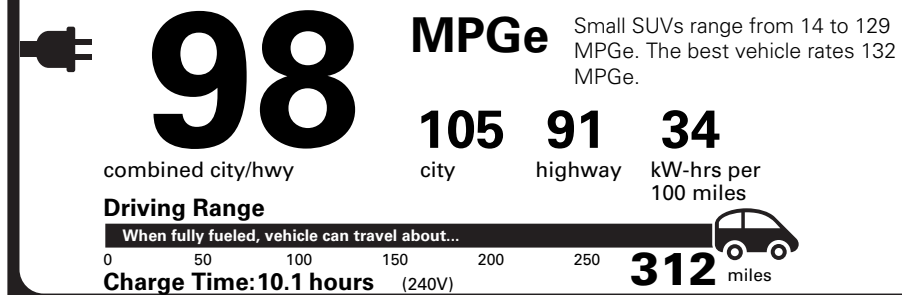 98
MPGe
Small SUVs range from 14 to 129
MPGe. The best vehicle rates 132
MPGe.
combined city/hwy
105 91 34
city highway kW-hrs per
100 miles
Driving Range
When fully fueled, vehicle can travel about...
0 50 100 150 200 250 312 miles
Charge Time: 10.1 hours (240V)